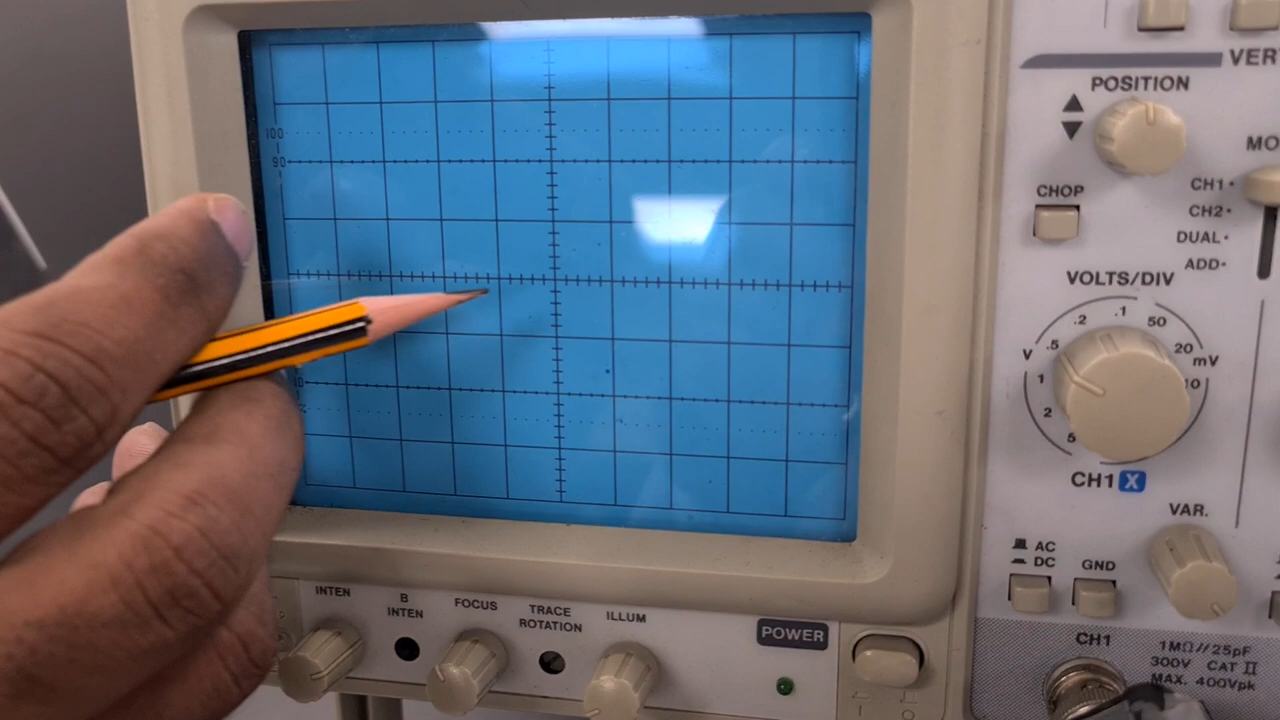 VER
POSITION
MO
CH1
CH2
DUAL
ADD
CHOP
VOLTS/DIV
.2 .1 50
.5 20
V mV
1 10
2
5
CH1 X
VAR.
AC
DC
GND
CH1
1MΩ//25pF
300V CAT II
MAX. 400Vpk
100
90
INTEN
B
INTEN
FOCUS
TRACE
ROTATION
ILLUM
POWER